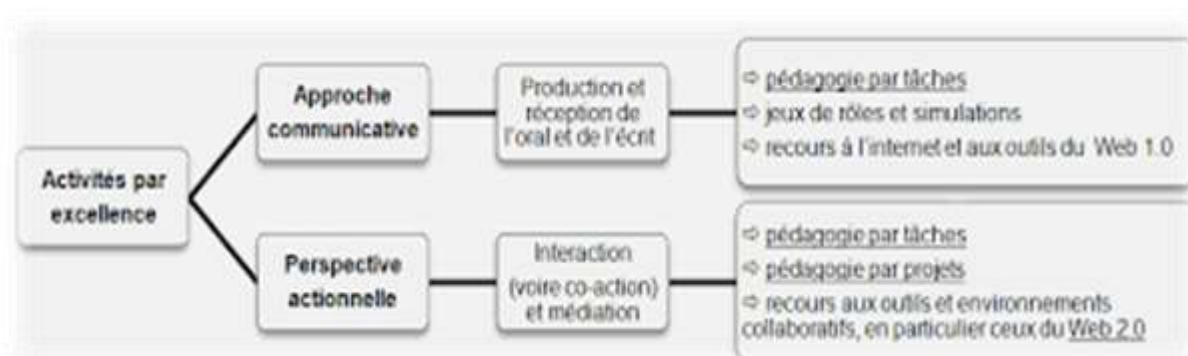 Activités par
excellence
Approche
communicative
Production et
réception de
l'oral et de l'écrit
⇨ pédagogie par tâches
⇨ jeux de rôles et simulations
⇨ recours à l'internet et aux outils du Web 1.0
Perspective
actionnelle
Interaction
(voire co-action)
et médiation
⇨ pédagogie par tâches
⇨ pédagogie par projets
⇨ recours aux outils et environnements
collaboratifs, en particulier ceux du Web 2.0